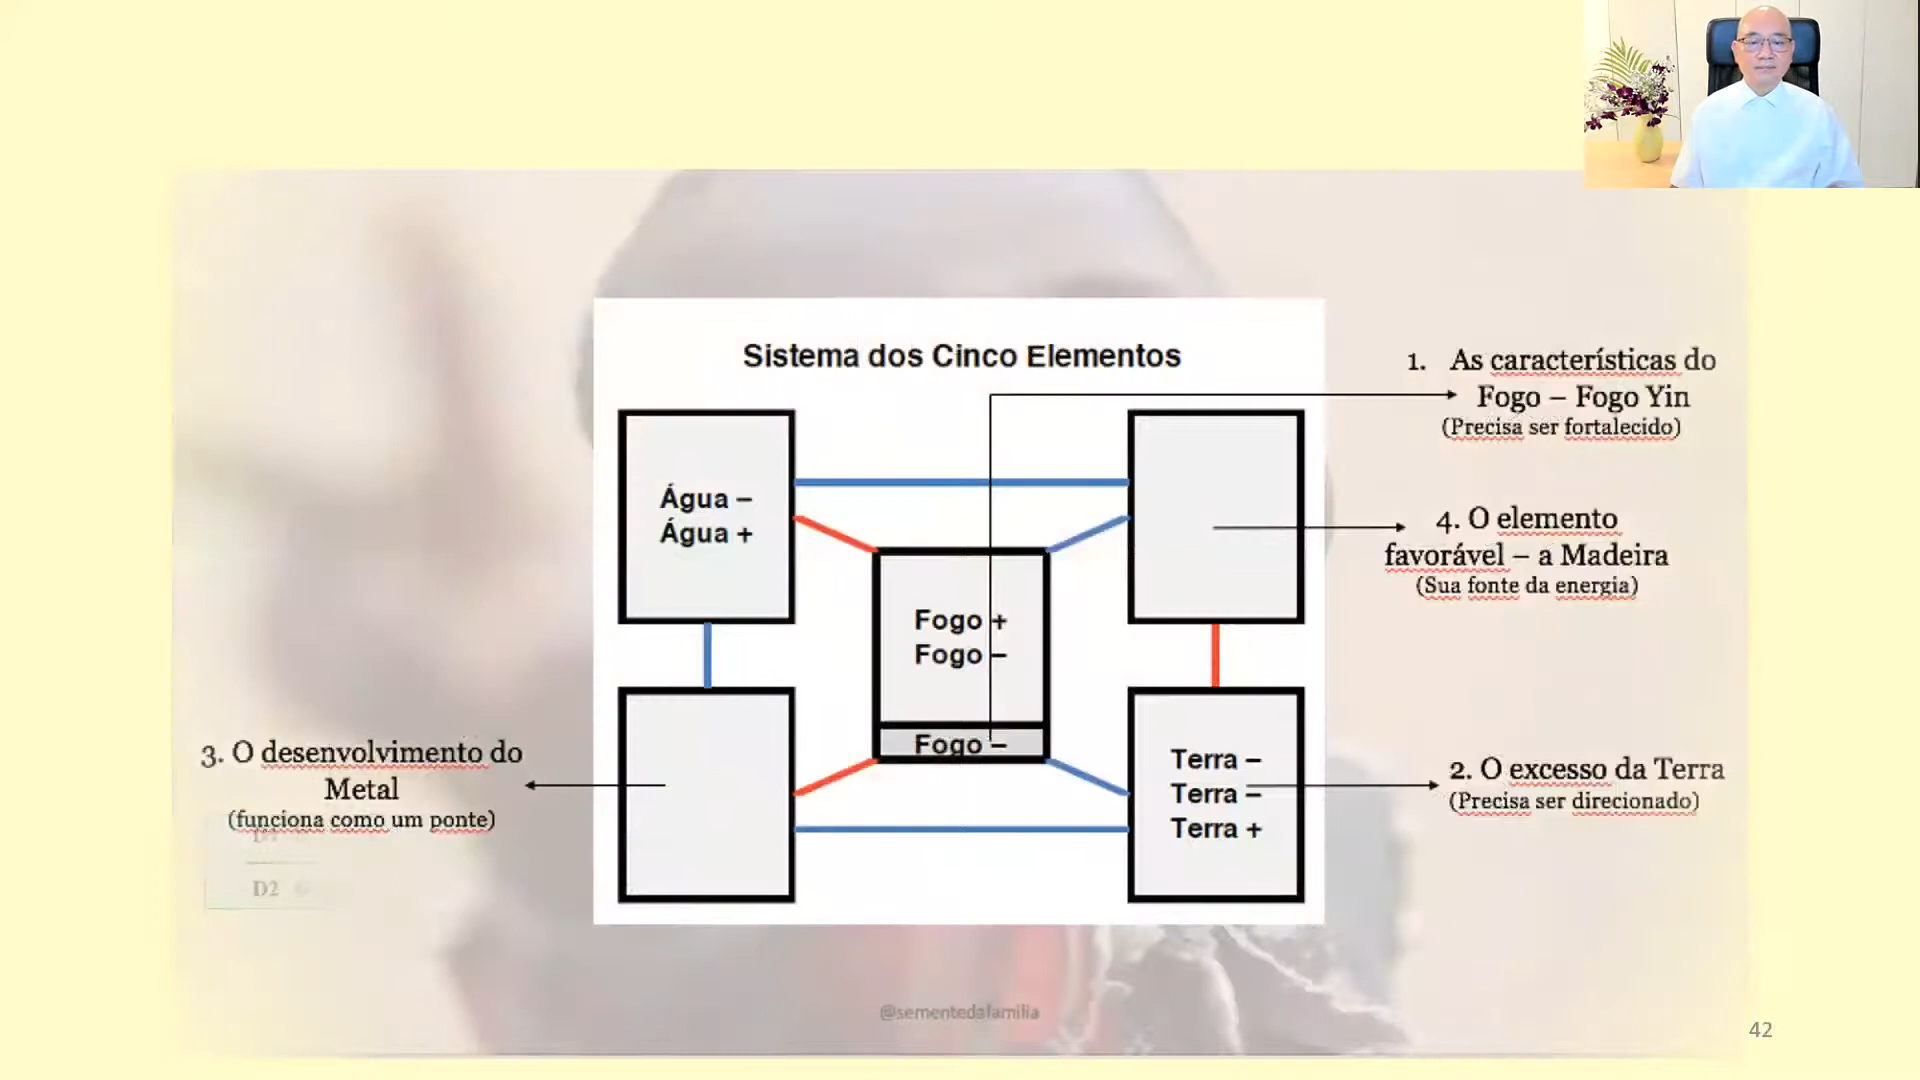 Sistema dos Cinco Elementos
Água –
Água +
Fogo +
Fogo –
Fogo –
Terra –
Terra –
Terra +
1. As características do
Fogo – Fogo Yin
(Precisa ser fortalecido)
4. O elemento
favorável – a Madeira
(Sua fonte da energia)
3. O desenvolvimento do
Metal
(funciona como um ponte)
2. O excesso da Terra
(Precisa ser direcionado)
D1
D2
@sementedafamilia
42